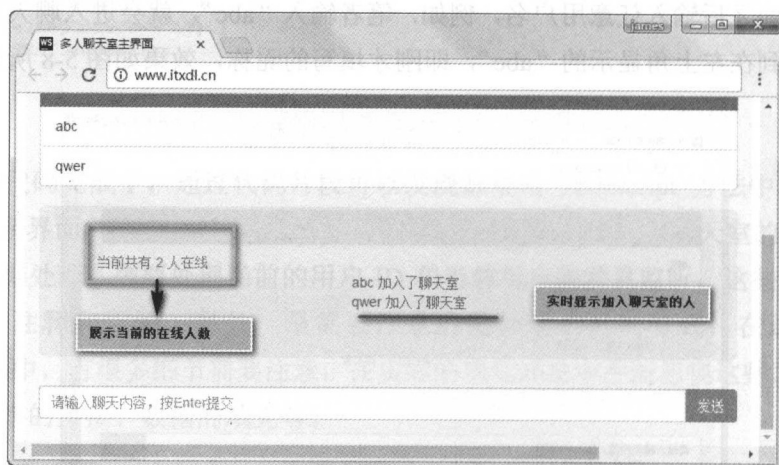 james
WS 多人聊天室主界面 ×
www.itxdl.cn
abc
qwer
当前共有 2 人在线
展示当前的在线人数
abc 加入了聊天室
qwer 加入了聊天室
实时显示加入聊天室的人
请输入聊天内容，按Enter提交
发送